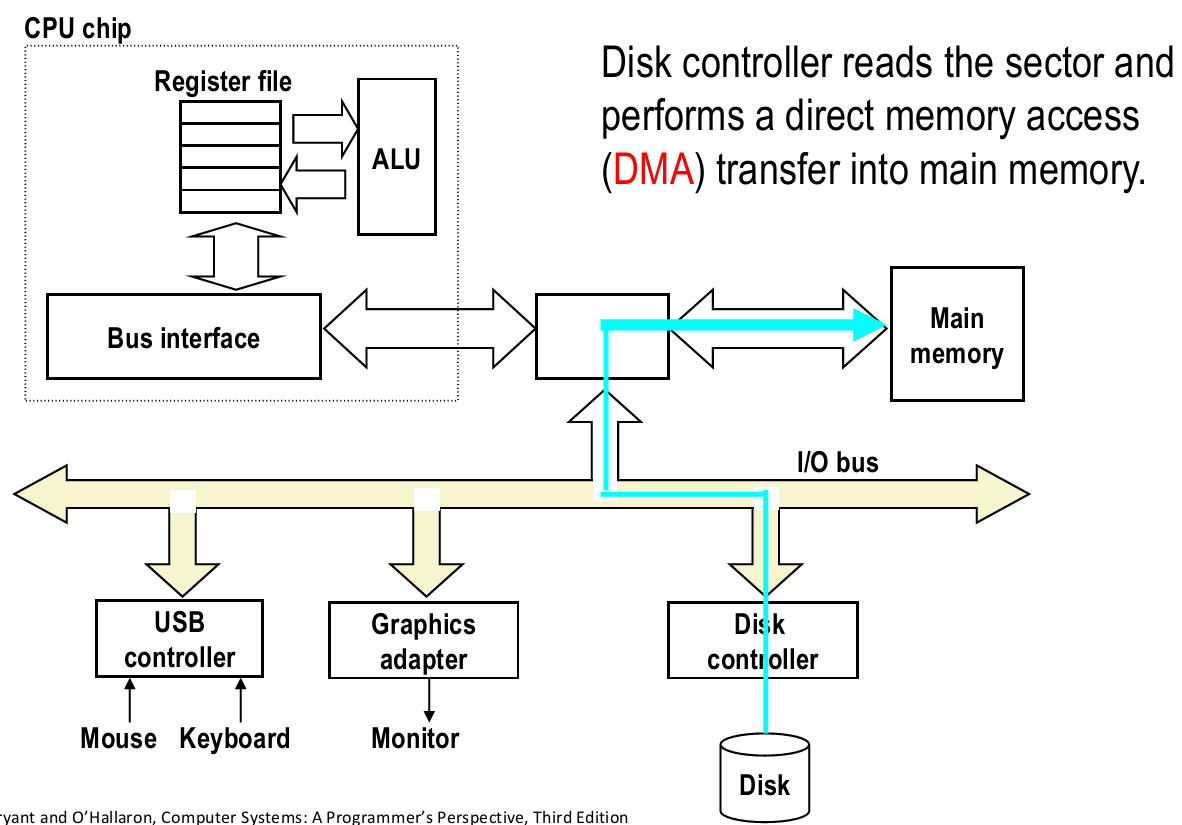 CPU chip
Register file
ALU
Disk controller reads the sector and
performs a direct memory access
(DMA) transfer into main memory.
Bus interface
Main
memory
I/O bus
USB
controller
Graphics
adapter
Disk
controller
Mouse
Keyboard
Monitor
Disk
ryant and O'Hallaron, Computer Systems: A Programmer's Perspective, Third Edition